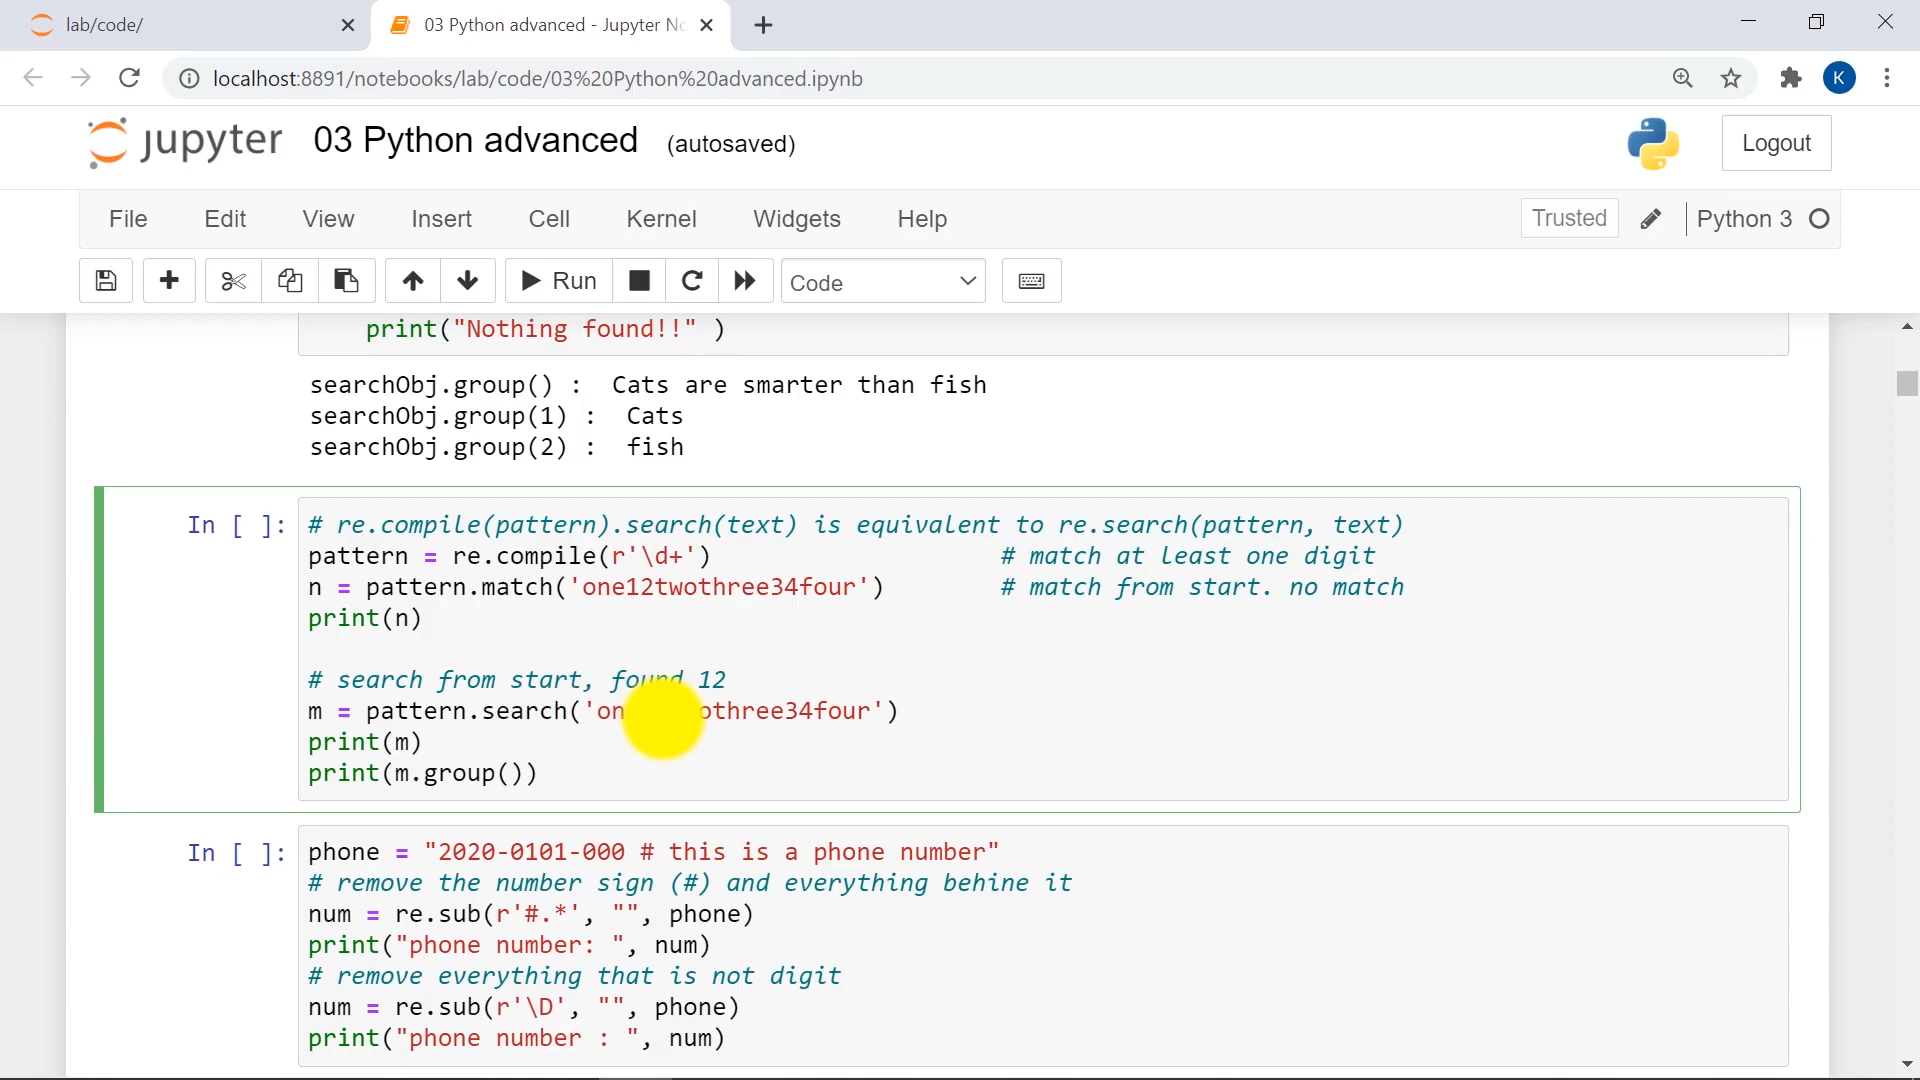 lab/code/
03 Python advanced - Jupyter No
localhost:8891/notebooks/lab/code/03%20Python%20advanced.ipynb
K
jupyter 03 Python advanced (autosaved)
Logout
File Edit View Insert Cell Kernel Widgets Help
Trusted
Python 3
Run
Code
print("Nothing found!!" )
searchObj.group() :  Cats are smarter than fish
searchObj.group(1) :  Cats
searchObj.group(2) :  fish
In [ ]: # re.compile(pattern).search(text) is equivalent to re.search(pattern, text)
pattern = re.compile(r'\d+') # match at least one digit
n = pattern.match('one12twothree34four') # match from start. no match
print(n)
# search from start, found 12
m = pattern.search('on othree34four')
print(m)
print(m.group())
In [ ]: phone = "2020-0101-000 # this is a phone number"
# remove the number sign (#) and everything behine it
num = re.sub(r'#.*', "", phone)
print("phone number: ", num)
# remove everything that is not digit
num = re.sub(r'\D', "", phone)
print("phone number : ", num)